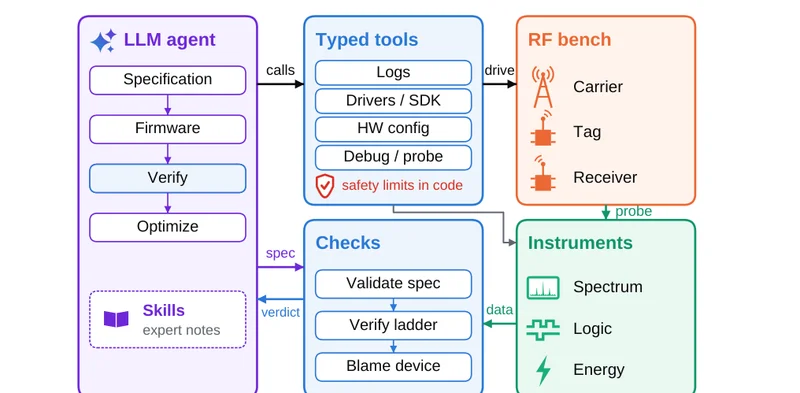 LLM agent
Specification
Firmware
Verify
Optimize
Skills
expert notes
calls
spec
verdict
Typed tools
Logs
Drivers / SDK
HW config
Debug / probe
safety limits in code
Checks
Validate spec
Verify ladder
Blame device
drive
data
RF bench
Carrier
Tag
Receiver
probe
Instruments
Spectrum
Logic
Energy